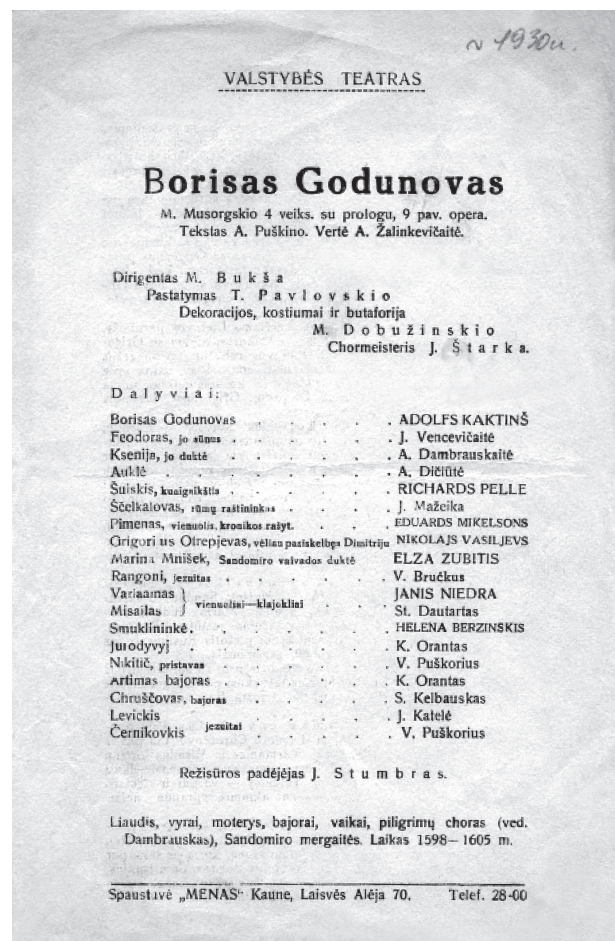 ~ 1930 m.
VALSTYBĖS TEATRAS
Borisas Godunovas
M. Musorgskio 4 veiks. su prologu, 9 pav. opera.
Tekstas A. Puškino. Vertė A. Žalinkevičaitė.
Dirigentas M. Bukša
Pastatymas T. Pavlovskio
Dekoracijos, kostiumai ir butaforija
M. Dobužinskio
Chormeisteris J. Štarka.
Dalyviai:
Borisas Godunovas . . . . ADOLFS KAKTINŠ
Feodoras, jo sūnus . . . . . J. Vencevičaitė
Ksenija, jo duktė . . . . . A. Dambrauskaitė
Auklė . . . . . . A. Dičiūtė
Šuiskis, kunigaikštis . . . . . RICHARDS PELLE
Ščelkalovas, rūmų raštininkas . . . . J. Mažeika
Pimenas, vienuolis, kronikos rašyt. . . . EDUARDS MIKELSONS
Grigorius Otrepjevas, vėliau pasiskelbęs Dimitriju NIKOLAJS VASILJEVS
Marina Mnišek, Sandomiro vaivados duktė ELZA ZUBITIS
Rangoni, jezuitas . . . . . V. Bručkus
Variaamas } vienuoliai—klajokliai . . JANIS NIEDRA
Misailas } St. Dautartas
Smuklininkė . . . . . . HELENA BERZINSKIS
Jurodyvyj . . . . . . K. Orantas
Nikitič, pristavas . . . . . V. Puškorius
Artimas bajoras . . . . . K. Orantas
Chruščovas, bajoras . . . . . S. Kelbauskas
Levickis jezuitai . . . . . J. Katelė
Černikovkis . . . . . V. Puškorius
Režisūros padėjėjas J. Stumbras.
Liaudis, vyrai, moterys, bajorai, vaikai, piligrimų choras (ved.
Dambrauskas), Sandomiro mergaitės. Laikas 1598—1605 m.
Spaustuvė „MENAS“ Kaune, Laisvės Alėja 70. Telef. 28-00